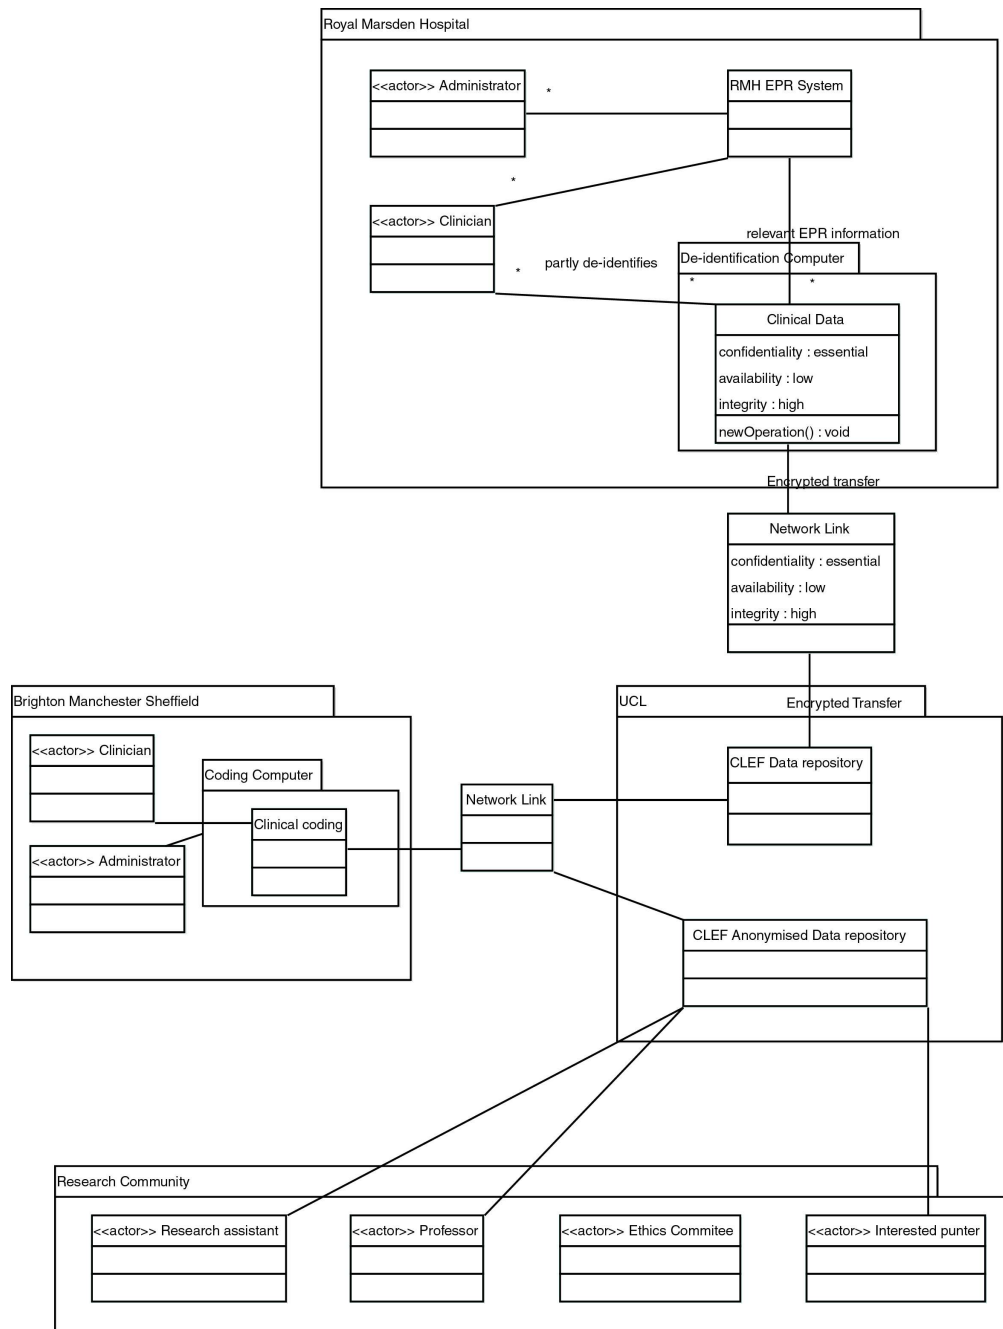 Royal Marsden Hospital
<<actor>> Administrator
*
RMH EPR System
*
<<actor>> Clinician
relevant EPR information
*
partly de-identifies
De-identification Computer
*
*
Clinical Data
confidentiality : essential
availability : low
integrity : high
newOperation() : void
Encrypted transfer
Network Link
confidentiality : essential
availability : low
integrity : high
Brighton Manchester Sheffield
UCL
Encrypted Transfer
<<actor>> Clinician
Coding Computer
CLEF Data repository
Network Link
Clinical coding
<<actor>> Administrator
CLEF Anonymised Data repository
Research Community
<<actor>> Research assistant
<<actor>> Professor
<<actor>> Ethics Commitee
<<actor>> Interested punter